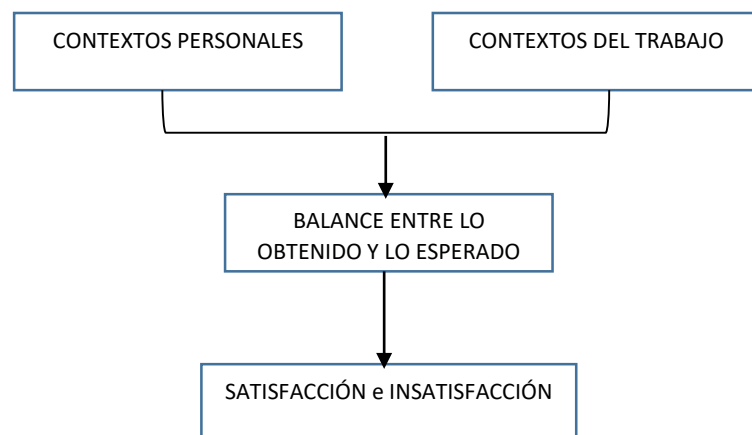 CONTEXTOS PERSONALES
CONTEXTOS DEL TRABAJO
BALANCE ENTRE LO
OBTENIDO Y LO ESPERADO
SATISFACCIÓN e INSATISFACCIÓN